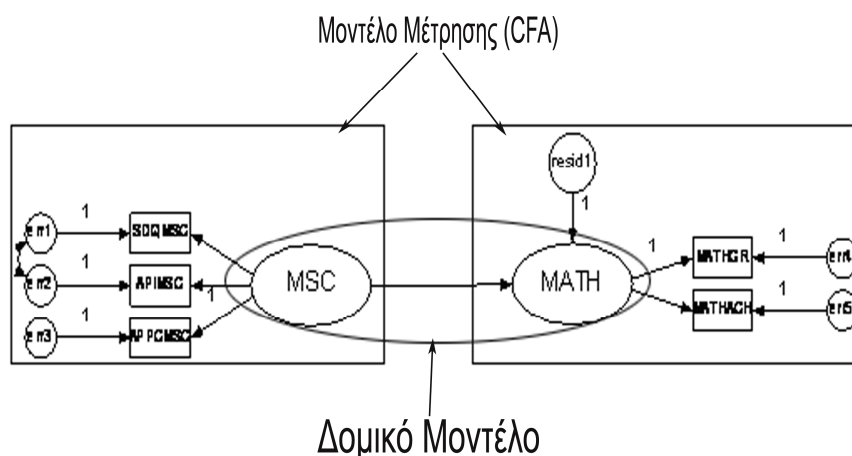 Μοντέλο Μέτρησης (CFA)
resid1
1
err1
1
SDQMSC
err2
1
APIMSC
1
err3
1
MSC
MATH
1
MATHGR
1
err4
MATHACH
1
err5
Δομικό Μοντέλο